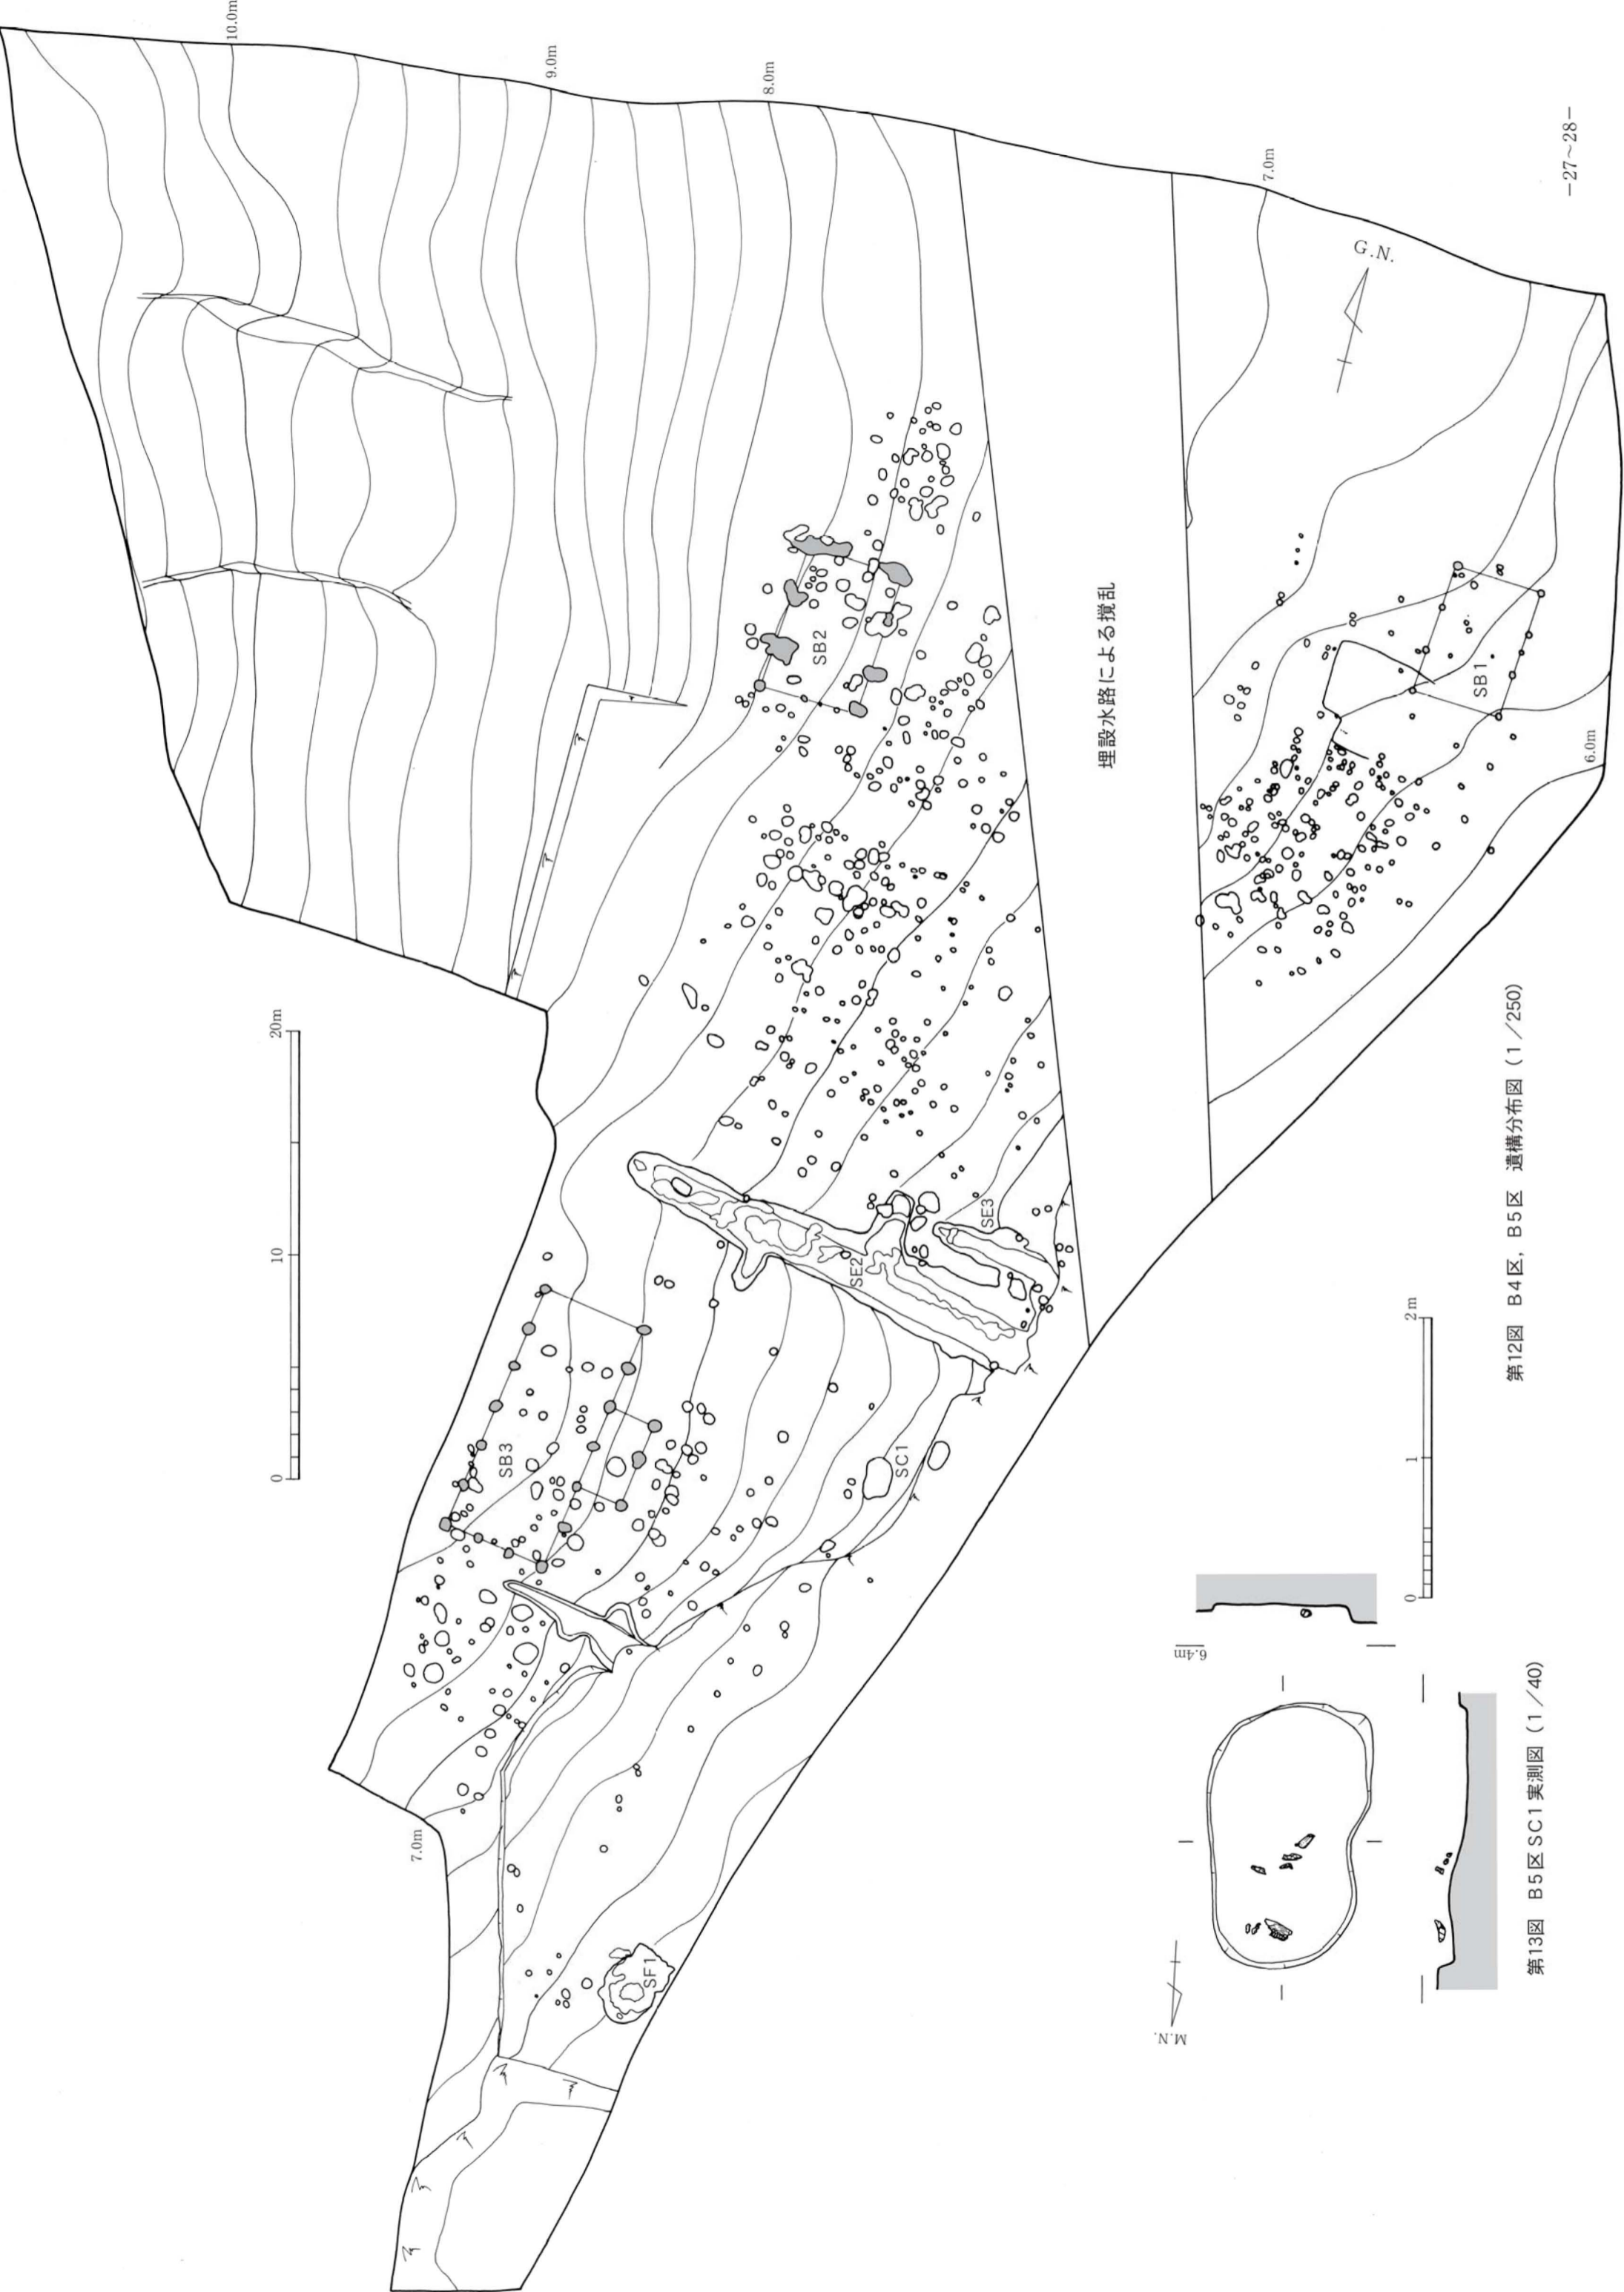 10.0m
9.0m
8.0m
7.0m
G.N.
6.0m
7.0m
SB2
SB1
SB3
SE2
SE3
SC1
SF1
埋設水路による撹乱
0 10 20m
第12図 B4区，B5区 遺構分布図（1／250）
0 1 2m
6.4m
M.N.
第13図 B5区SC1実測図（1／40）
−27～28−